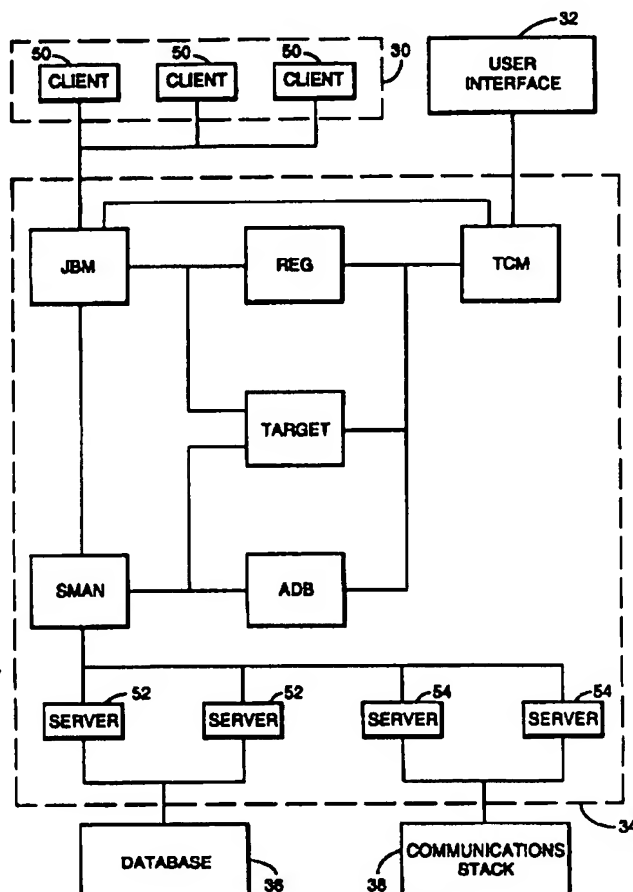 50 50 50
CLIENT CLIENT CLIENT
30
32
USER
INTERFACE
JBM REG TCM
TARGET
SMAN ADB
52 52 54 54
SERVER SERVER SERVER SERVER
34
DATABASE
36
COMMUNICATIONS
STACK
38